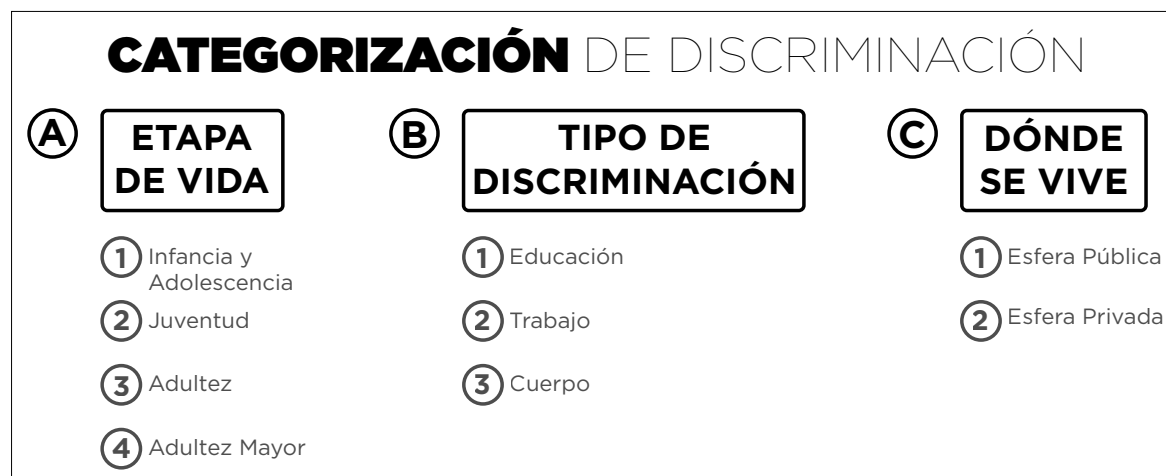 CATEGORIZACIÓN DE DISCRIMINACIÓN
A
ETAPA
DE VIDA
1 Infancia y
Adolescencia
2 Juventud
3 Adultez
4 Adultez Mayor
B
TIPO DE
DISCRIMINACIÓN
1 Educación
2 Trabajo
3 Cuerpo
C
DÓNDE
SE VIVE
1 Esfera Pública
2 Esfera Privada